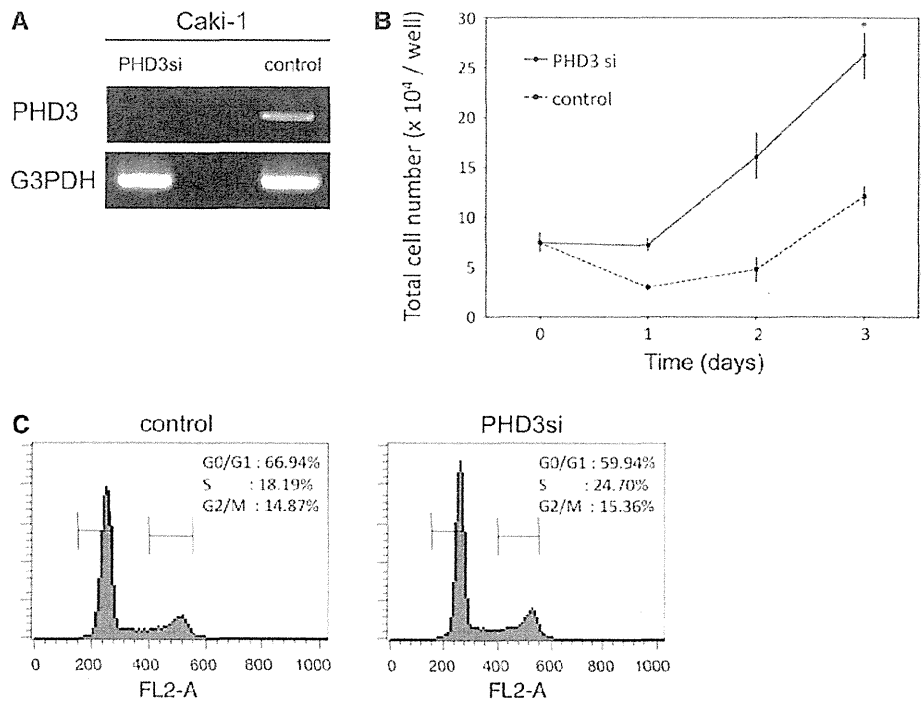 A
Caki-1
PHD3si control
PHD3
G3PDH
B
Total cell number (x 10⁴ / well)
30
25
20
15
10
5
0
PHD3 si
control
*
0 1 2 3
Time (days)
C
control
G0/G1 : 66.94%
S : 18.19%
G2/M : 14.87%
0 200 400 600 800 1000
FL2-A
PHD3si
G0/G1 : 59.94%
S : 24.70%
G2/M : 15.36%
0 200 400 600 800 1000
FL2-A